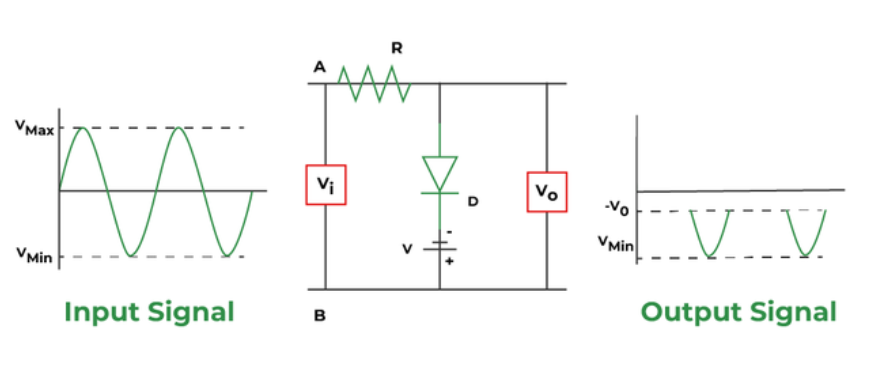 R
A
VMax
Vi
Vo
D
-V0
V
-
+
VMin
VMin
Input Signal
B
Output Signal